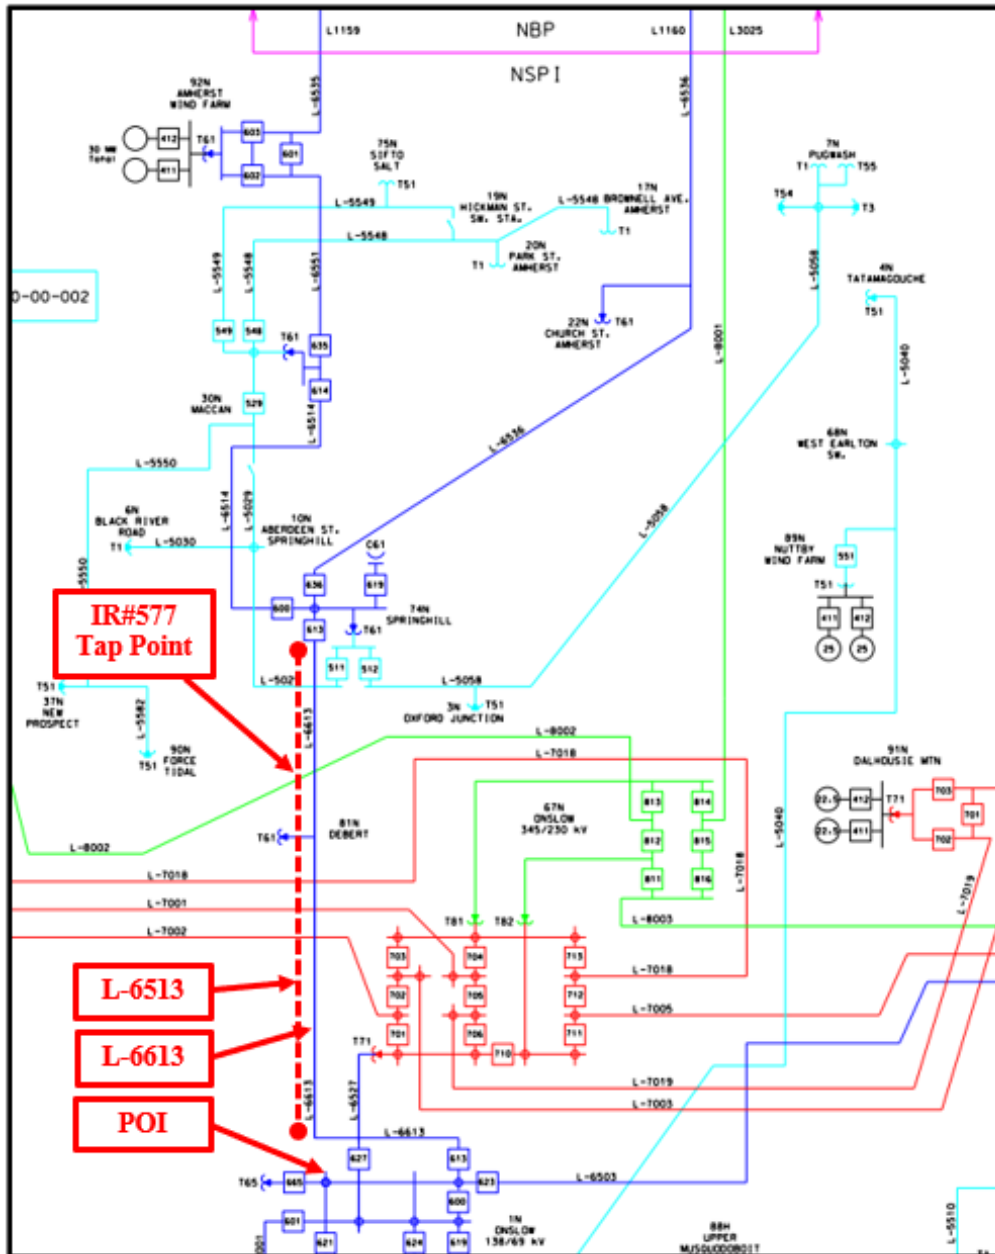 L1159
NBP
L1160
L3025
NSPI
92N
AMHERST
WIND FARM
L-6535
L-6536
30 MW
Total
412
411
T61
603
601
602
75N
SIFTO
SALT
T51
L-5549
19N
HICKMAN ST.
SW. STA.
L-5548
17N
BROWNELL AVE.
AMHERST
T1
L-5548
20N
PARK ST.
AMHERST
T1
7N
PUGWASH
T1
T55
T54
T3
L-5058
4N
TATAMAGOUCHE
T51
L-5549
L-5548
L-6551
0-00-002
549
548
T61
635
614
22N
CHURCH ST.
AMHERST
T61
L-8001
L-5040
30N
MACCAN
529
L-6514
L-6536
68N
WEST EARLTON
SW.
L-5550
L-6514
L-5029
L-5058
6N
BLACK RIVER
ROAD
T1
L-5030
10N
ABERDEEN ST.
SPRINGHILL
C61
89N
NUTTBY
WIND FARM
551
T51
411
412
25
25
636
619
600
613
74N
SPRINGHILL
T61
IR#577
Tap Point
511
512
L-502
L-5058
T51
3N
OXFORD JUNCTION
T51
37N
NEW
PROSPECT
L-5582
T51
90N
FORCE
TIDAL
L-6613
L-8002
L-7018
91N
DALHOUSIE MTN
22.5
412
22.5
411
T71
703
701
702
67N
ONSLOW
345/230 kV
813
814
812
815
811
816
81N
DEBERT
T61
L-8002
L-7018
L-5040
L-7018
L-7001
L-7002
T81
T82
L-8003
L-7019
703
704
713
702
705
712
701
706
711
710
L-7018
L-7005
L-6513
L-6613
T71
L-7019
L-7003
POI
L-6613
L-6527
L-6613
627
613
T65
665
623
L-6503
600
601
621
624
619
1N
ONSLOW
138/69 kV
88H
UPPER
MUSQUODOBOIT
L-5510